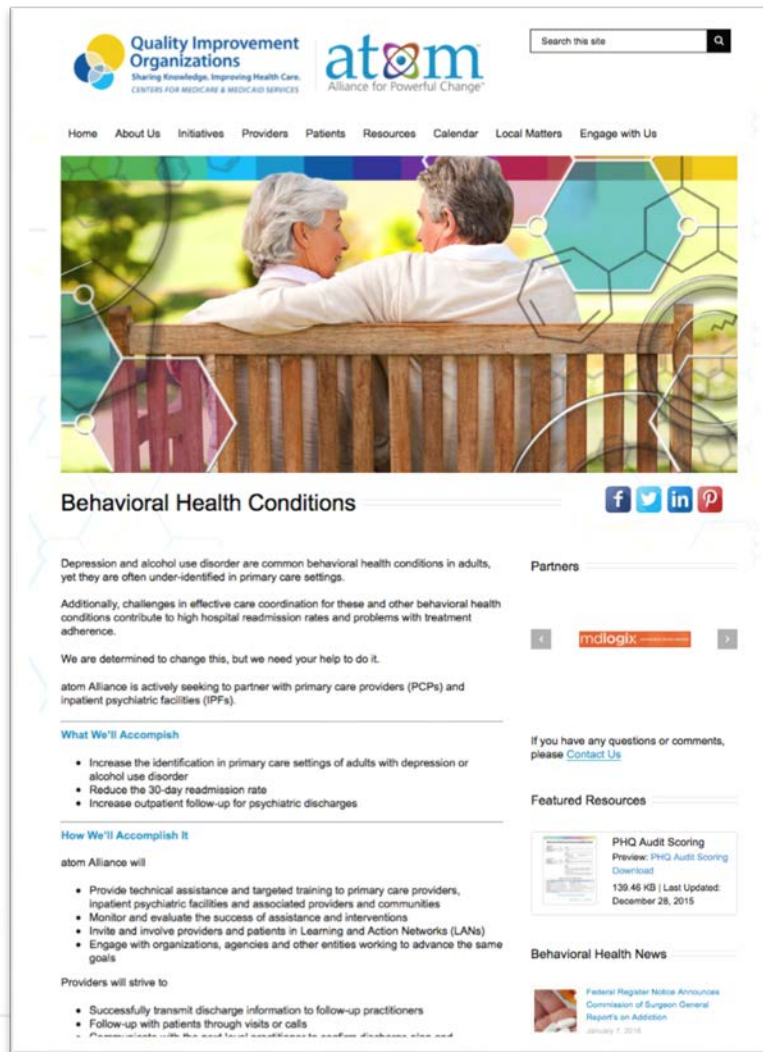 Quality Improvement
Organizations
Sharing Knowledge. Improving Health Care.
CENTERS FOR MEDICARE & MEDICAID SERVICES
atom™
Alliance for Powerful Change™
Search this site
Home About Us Initiatives Providers Patients Resources Calendar Local Matters Engage with Us
Behavioral Health Conditions
Depression and alcohol use disorder are common behavioral health conditions in adults,
yet they are often under-identified in primary care settings.
Additionally, challenges in effective care coordination for these and other behavioral health
conditions contribute to high hospital readmission rates and problems with treatment
adherence.
We are determined to change this, but we need your help to do it.
atom Alliance is actively seeking to partner with primary care providers (PCPs) and
inpatient psychiatric facilities (IPFs).
What We'll Accompish
• Increase the identification in primary care settings of adults with depression or
alcohol use disorder
• Reduce the 30-day readmission rate
• Increase outpatient follow-up for psychiatric discharges
How We'll Accomplish It
atom Alliance will
• Provide technical assistance and targeted training to primary care providers,
inpatient psychiatric facilities and associated providers and communities
• Monitor and evaluate the success of assistance and interventions
• Invite and involve providers and patients in Learning and Action Networks (LANs)
• Engage with organizations, agencies and other entities working to advance the same
goals
Providers will strive to
• Successfully transmit discharge information to follow-up practitioners
• Follow-up with patients through visits or calls
Partners
mdlogix
If you have any questions or comments,
please Contact Us
Featured Resources
PHQ Audit Scoring
Preview: PHQ Audit Scoring
Download
139.46 KB | Last Updated:
December 28, 2015
Behavioral Health News
Federal Register Notice Announces
Commission of Surgeon General
Report's on Addiction
January 7, 2016